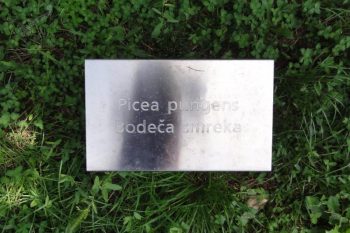 Picea pungens
bodeča smreka